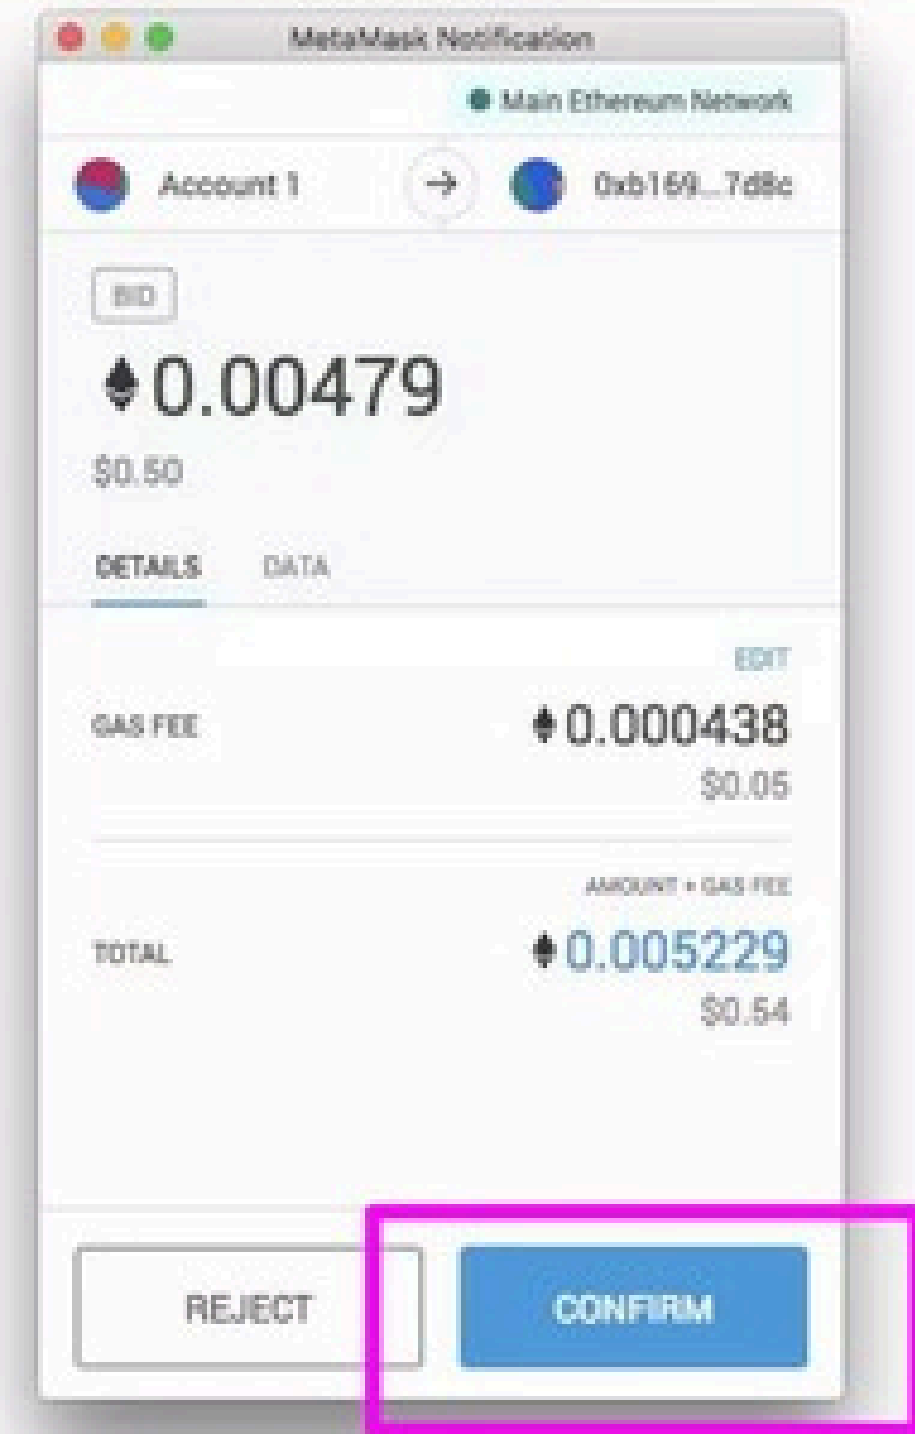 MetaMask Notification
Main Ethereum Network
Account 1 → 0xb169...7d8c
BID
0.00479
$0.50
DETAILS DATA
EDIT
GAS FEE 0.000438
$0.05
AMOUNT + GAS FEE
TOTAL 0.005229
$0.54
REJECT CONFIRM